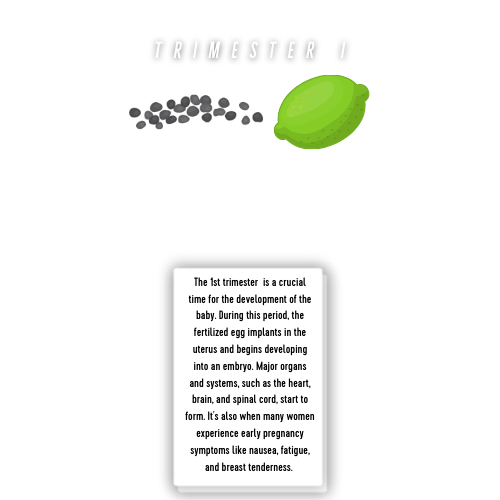 TRIMESTER 1
The 1st trimester is a crucial
time for the development of the
baby. During this period, the
fertilized egg implants in the
uterus and begins developing
into an embryo. Major organs
and systems, such as the heart,
brain, and spinal cord, start to
form. It's also when many women
experience early pregnancy
symptoms like nausea, fatigue,
and breast tenderness.